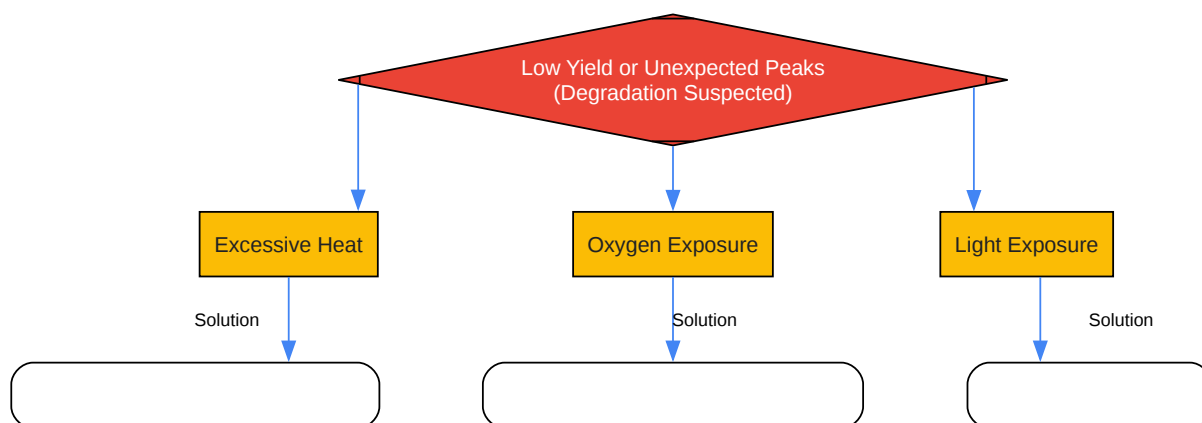 Low Yield or Unexpected Peaks
(Degradation Suspected)
Excessive Heat
Oxygen Exposure
Light Exposure
Solution
Solution
Solution